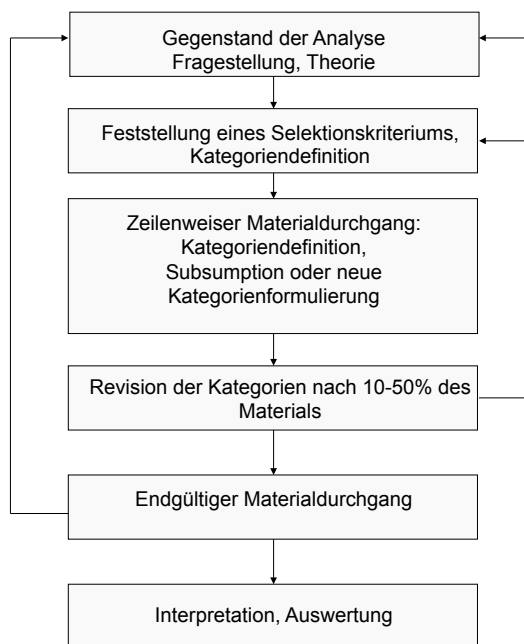 Gegenstand der Analyse
Fragestellung, Theorie
Feststellung eines Selektionskriteriums,
Kategoriendefinition
Zeilenweiser Materialdurchgang:
Kategoriendefinition,
Subsumption oder neue
Kategorienformulierung
Revision der Kategorien nach 10-50% des
Materials
Endgültiger Materialdurchgang
Interpretation, Auswertung